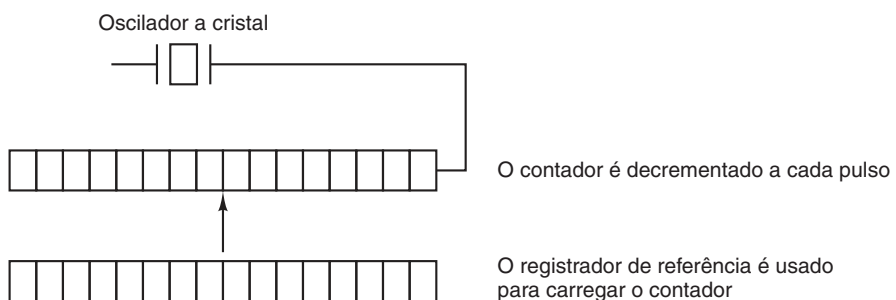 Oscilador a cristal
O contador é decrementado a cada pulso
O registrador de referência é usado
para carregar o contador